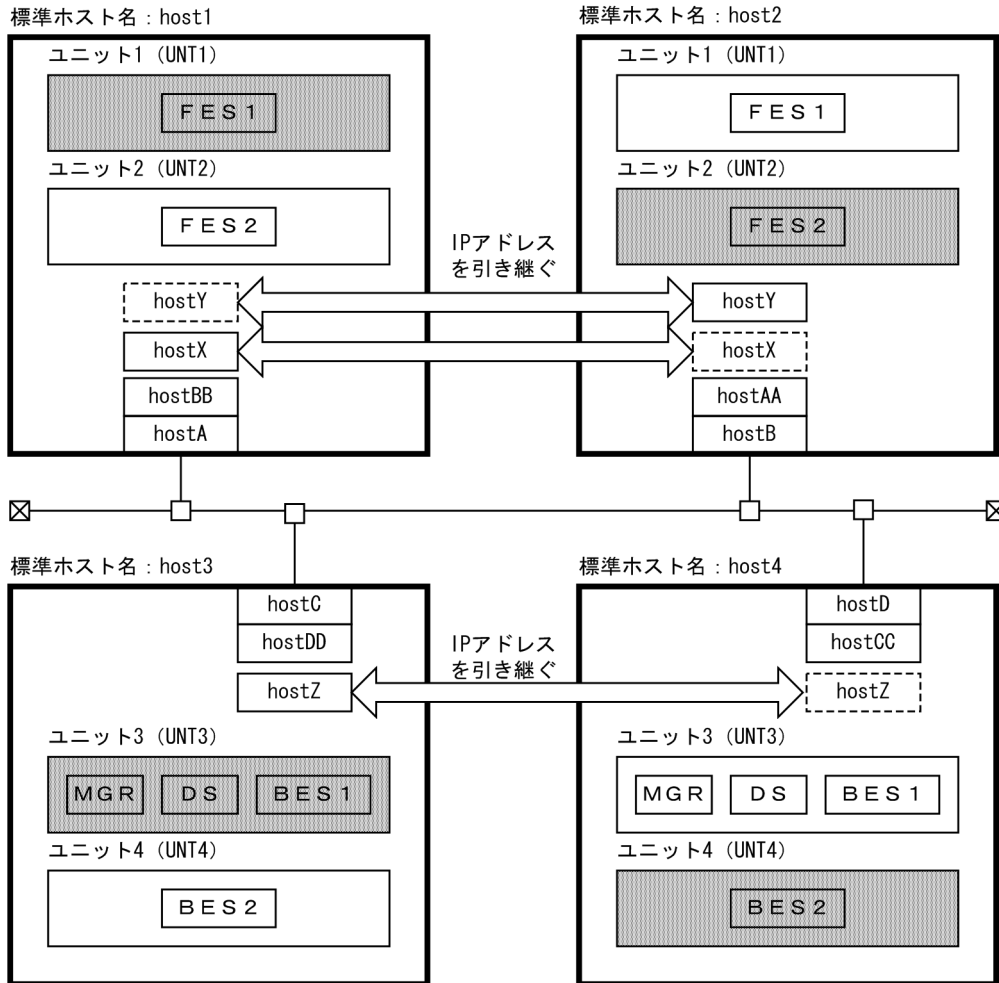 標準ホスト名：host1
ユニット1 (UNT1)
ＦＥＳ１
ユニット2 (UNT2)
ＦＥＳ２
hostY
hostX
hostBB
hostA
標準ホスト名：host2
ユニット1 (UNT1)
ＦＥＳ１
ユニット2 (UNT2)
ＦＥＳ２
IPアドレス
を引き継ぐ
hostY
hostX
hostAA
hostB
標準ホスト名：host3
hostC
hostDD
hostZ
ユニット3 (UNT3)
ＭＧＲ ＤＳ ＢＥＳ１
ユニット4 (UNT4)
ＢＥＳ２
標準ホスト名：host4
hostD
hostCC
IPアドレス
を引き継ぐ
hostZ
ユニット3 (UNT3)
ＭＧＲ ＤＳ ＢＥＳ１
ユニット4 (UNT4)
ＢＥＳ２